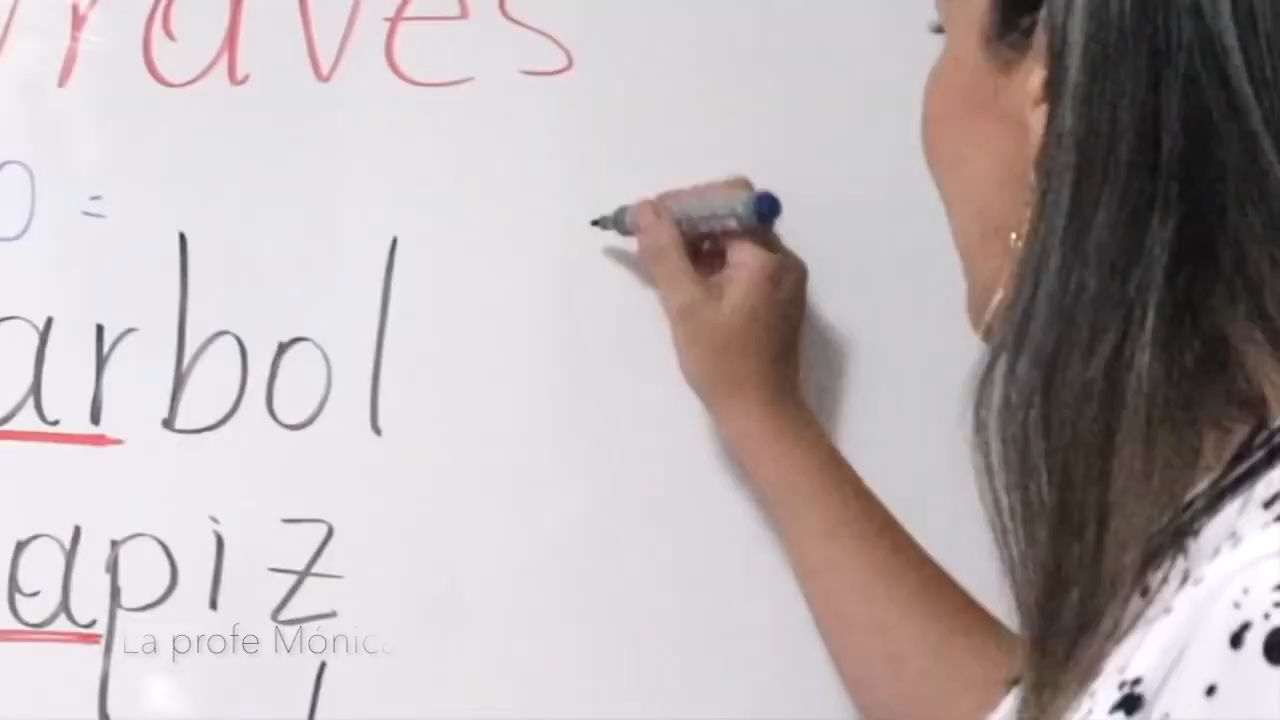 raves
o =
arbol
apiz
La profe Mónica